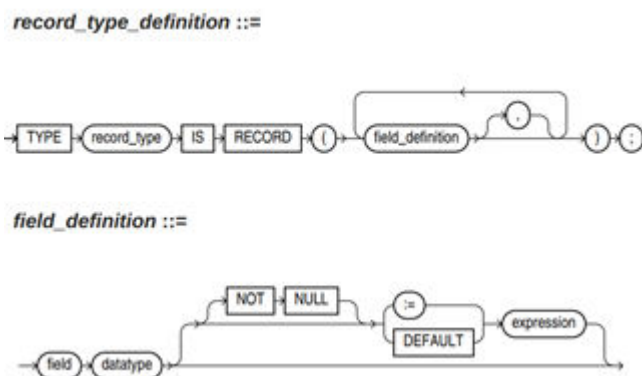 record_type_definition ::=
TYPE record_type IS RECORD ( field_definition , ) ;
field_definition ::=
NOT NULL :=
DEFAULT expression
field datatype